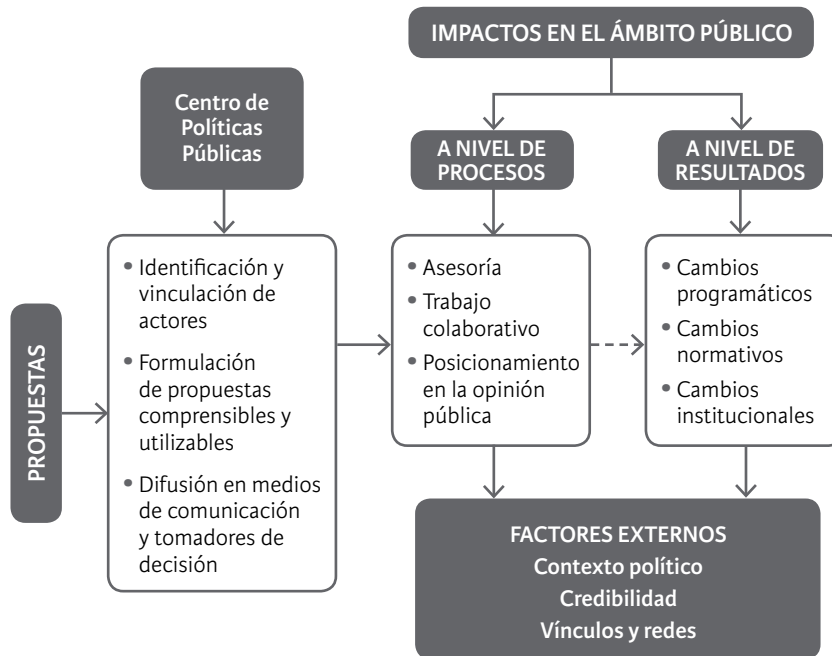 IMPACTOS EN EL ÁMBITO PÚBLICO
Centro de
Políticas
Públicas
A NIVEL DE
PROCESOS
A NIVEL DE
RESULTADOS
PROPUESTAS
• Identificación y
vinculación de
actores
• Formulación
de propuestas
comprensibles y
utilizables
• Difusión en medios
de comunicación
y tomadores de
decisión
• Asesoría
• Trabajo
colaborativo
• Posicionamiento
en la opinión
pública
• Cambios
programáticos
• Cambios
normativos
• Cambios
institucionales
FACTORES EXTERNOS
Contexto político
Credibilidad
Vínculos y redes